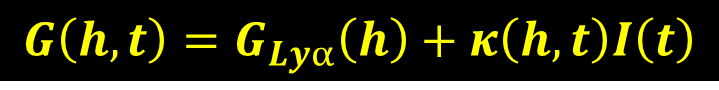 G(h, t) = G_{Lyα}(h) + κ(h, t)I(t)